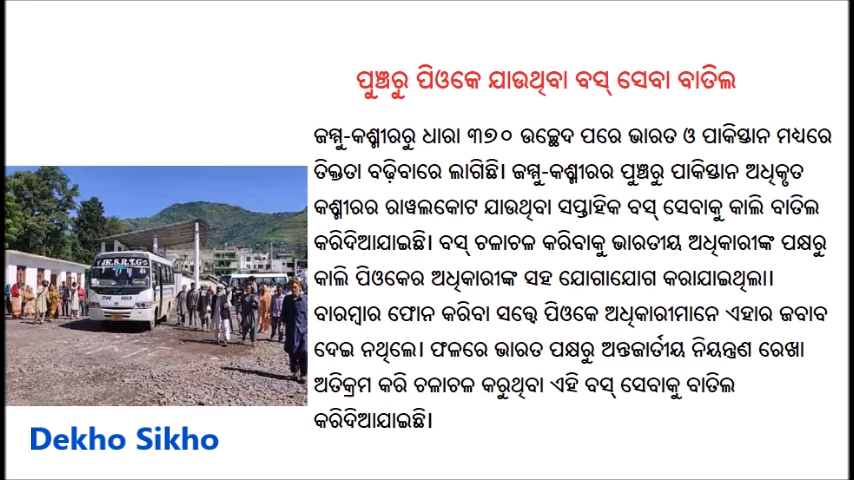 ପୁଞ୍ଚରୁ ପିଓକେ ଯାଉଥିବା ବସ୍ ସେବା ବାତିଲ
ଜମ୍ମୁ-କଶ୍ମୀରରୁ ଧାରା ୩୭୦ ଉଚ୍ଛେଦ ପରେ ଭାରତ ଓ ପାକିସ୍ତାନ ମଧ୍ୟରେ
ତିକ୍ତତା ବଢ଼ିବାରେ ଲାଗିଛି। ଜମ୍ମୁ-କଶ୍ମୀରର ପୁଞ୍ଚରୁ ପାକିସ୍ତାନ ଅଧିକୃତ
କଶ୍ମୀରର ରାୱଲକୋଟ ଯାଉଥିବା ସପ୍ତାହିକ ବସ୍ ସେବାକୁ କାଲି ବାତିଲ
କରିଦିଆଯାଇଛି। ବସ୍ ଚଳାଚଳ କରିବାକୁ ଭାରତୀୟ ଅଧିକାରୀଙ୍କ ପକ୍ଷରୁ
କାଲି ପିଓକେର ଅଧିକାରୀଙ୍କ ସହ ଯୋଗାଯୋଗ କରାଯାଇଥିଲା।
ବାରମ୍ବାର ଫୋନ କରିବା ସତ୍ତ୍ୱେ ପିଓକେ ଅଧିକାରୀମାନେ ଏହାର ଜବାବ
ଦେଇ ନଥିଲେ। ଫଳରେ ଭାରତ ପକ୍ଷରୁ ଅନ୍ତଜାର୍ତୀୟ ନିୟନ୍ତ୍ରଣ ରେଖା
ଅତିକ୍ରମ କରି ଚଳାଚଳ କରୁଥିବା ଏହି ବସ୍ ସେବାକୁ ବାତିଲ
କରିଦିଆଯାଇଛି।
JK.S.R.T.C
Dekho Sikho